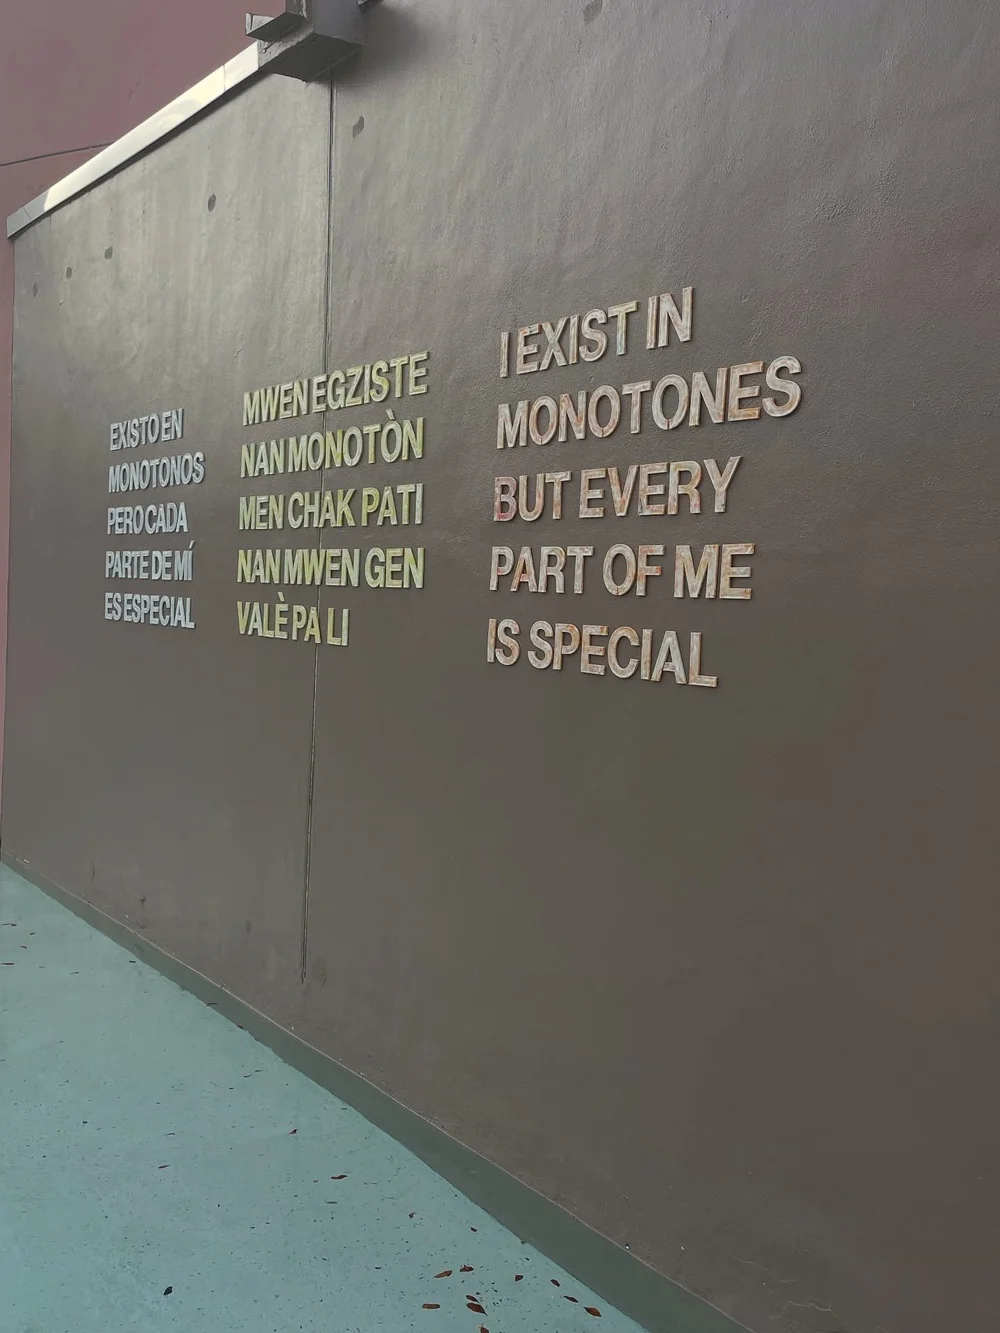 EXISTO EN
MONOTONOS
PERO CADA
PARTE DE MÍ
ES ESPECIAL
MWEN EGZISTE
NAN MONOTÒN
MEN CHAK PATI
NAN MWEN GEN
VALÈ PA LI
I EXIST IN
MONOTONES
BUT EVERY
PART OF ME
IS SPECIAL